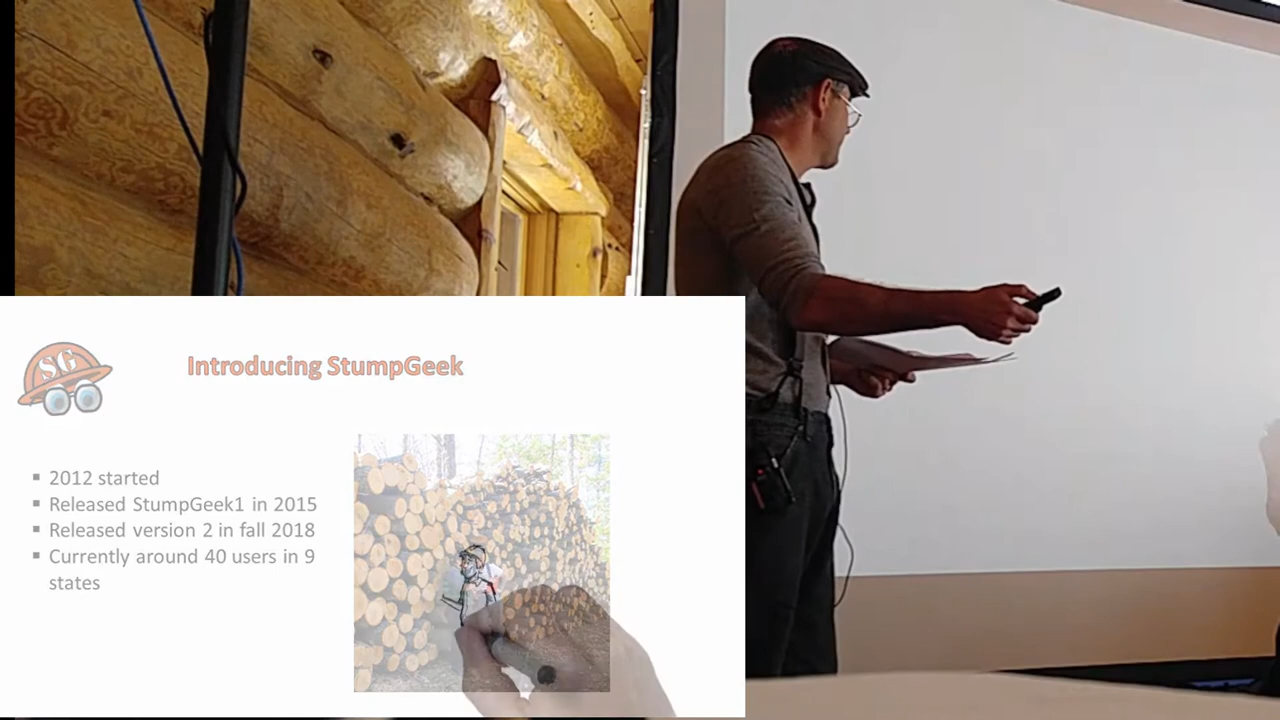 SG
Introducing StumpGeek
▪ 2012 started
▪ Released StumpGeek1 in 2015
▪ Released version 2 in fall 2018
▪ Currently around 40 users in 9
states